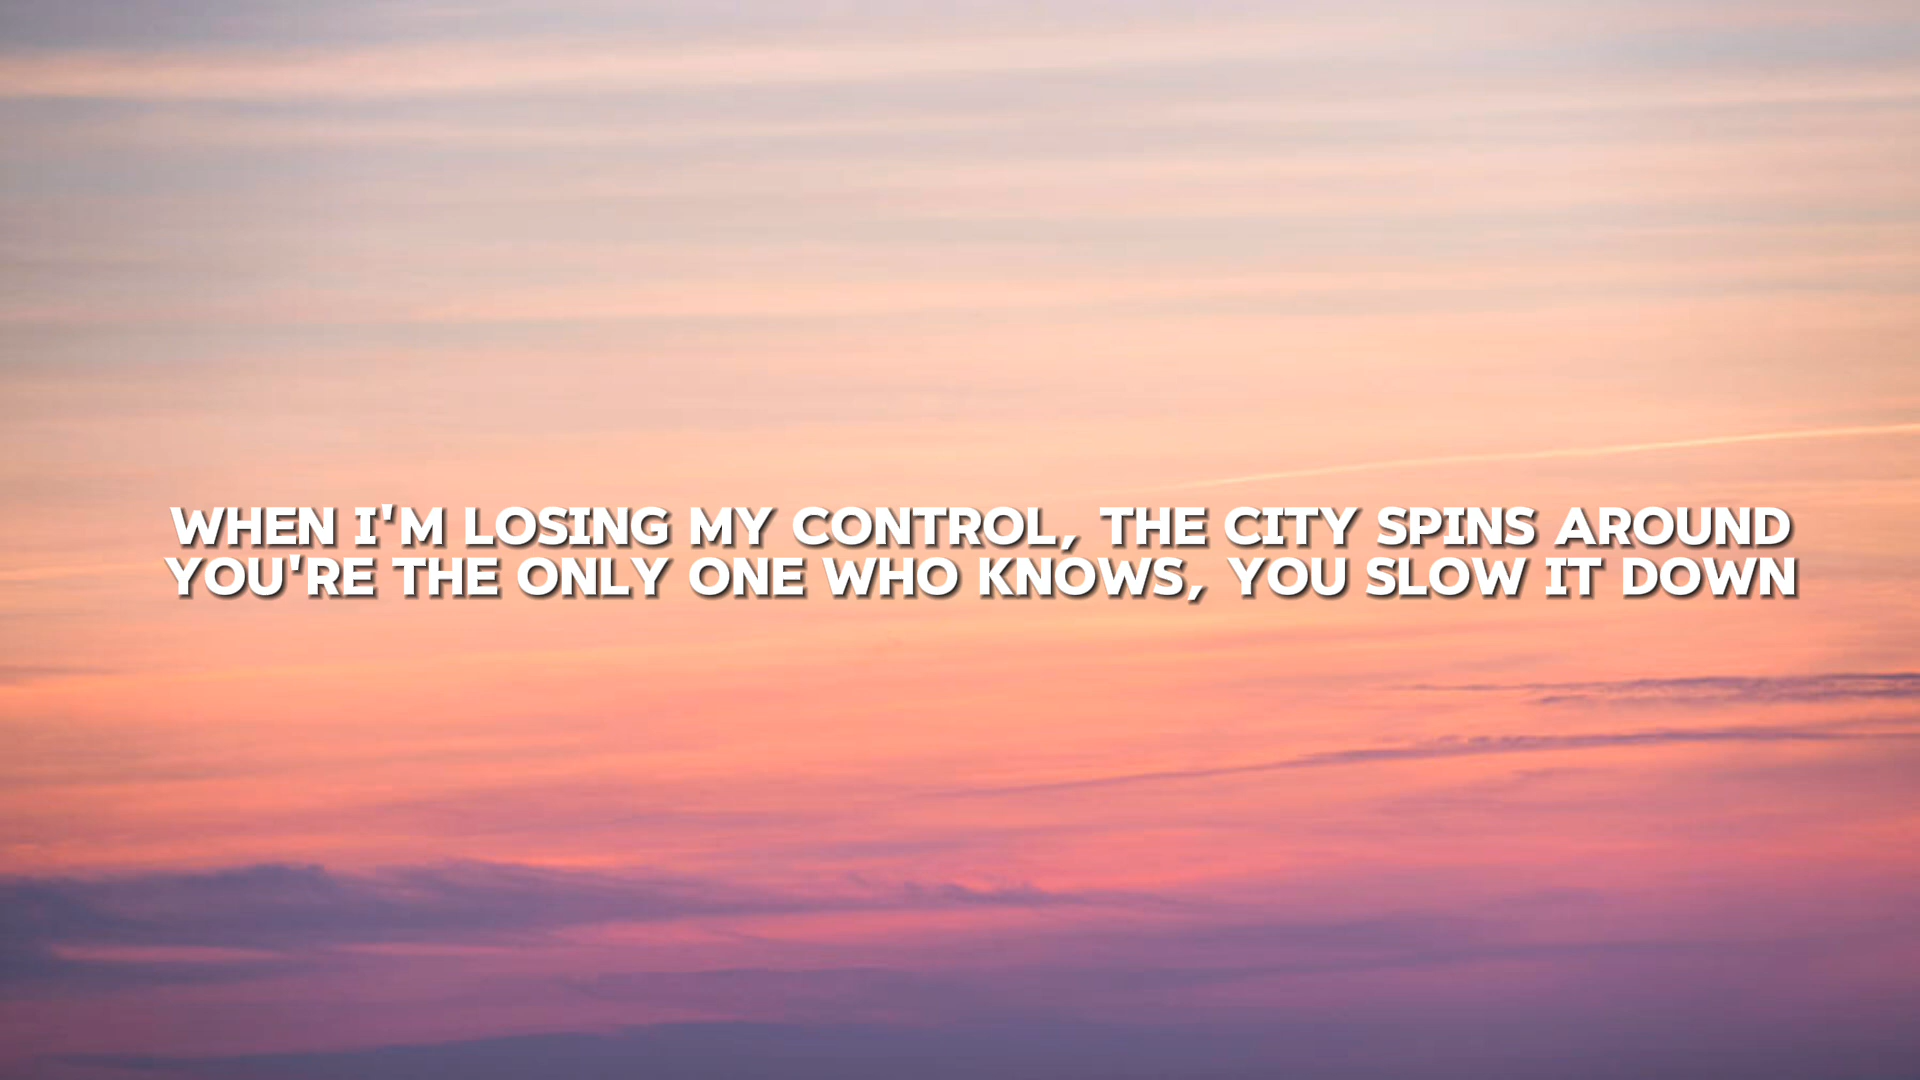 WHEN I'M LOSING MY CONTROL, THE CITY SPINS AROUND
YOU'RE THE ONLY ONE WHO KNOWS, YOU SLOW IT DOWN